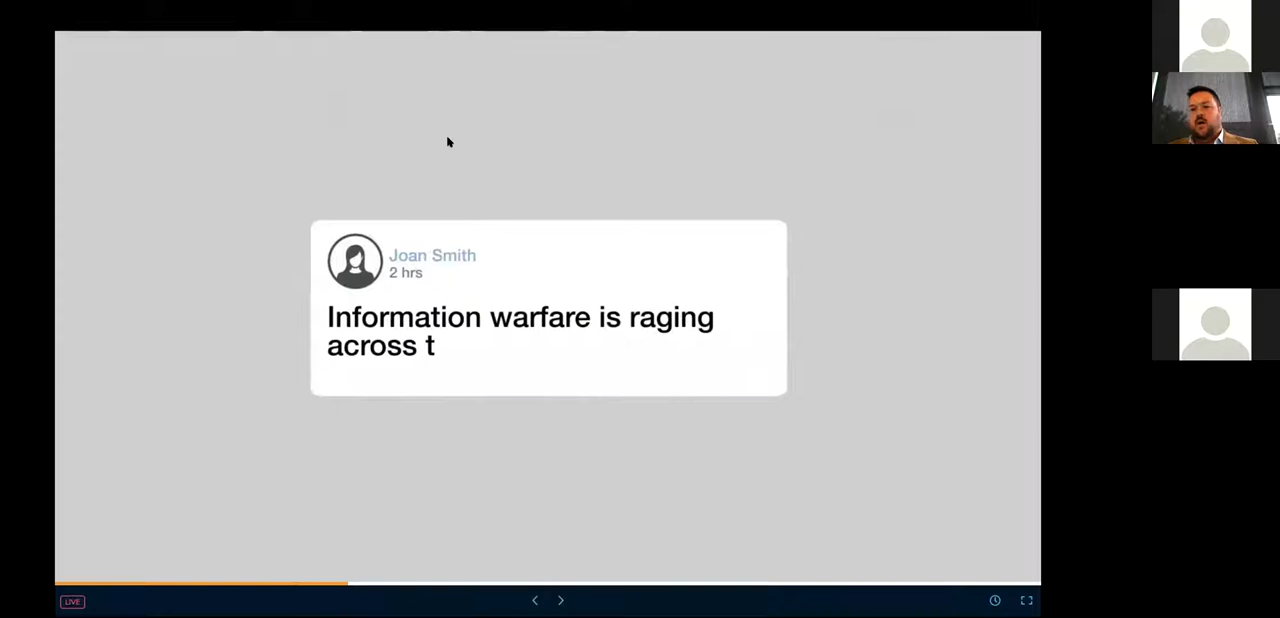 Joan Smith
2 hrs
Information warfare is raging
across t
LIVE